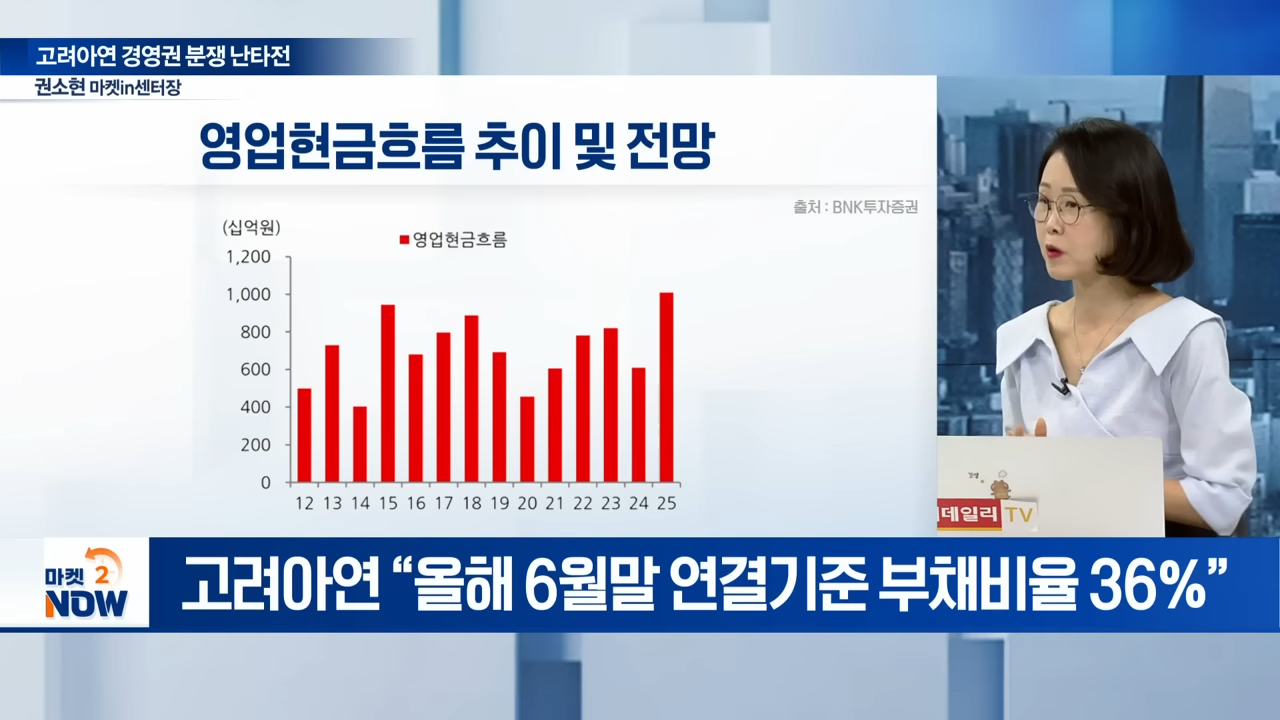 고려아연 경영권 분쟁 난타전
권소현 마켓in센터장
영업현금흐름 추이 및 전망
출처 : BNK투자증권
(십억원)
영업현금흐름
1,200
1,000
800
600
400
200
0
12 13 14 15 16 17 18 19 20 21 22 23 24 25
데일리 TV
마켓 2
NOW
고려아연 “올해 6월말 연결기준 부채비율 36%”